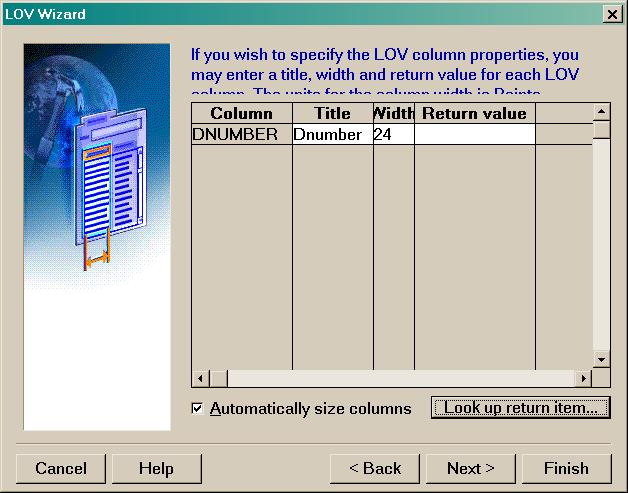 LOV Wizard
If you wish to specify the LOV column properties, you
may enter a title, width and return value for each LOV
column. The units for the column width is Points
Column Title Width Return value
DNUMBER Dnumber 24
Automatically size columns Look up return item...
Cancel Help < Back Next > Finish